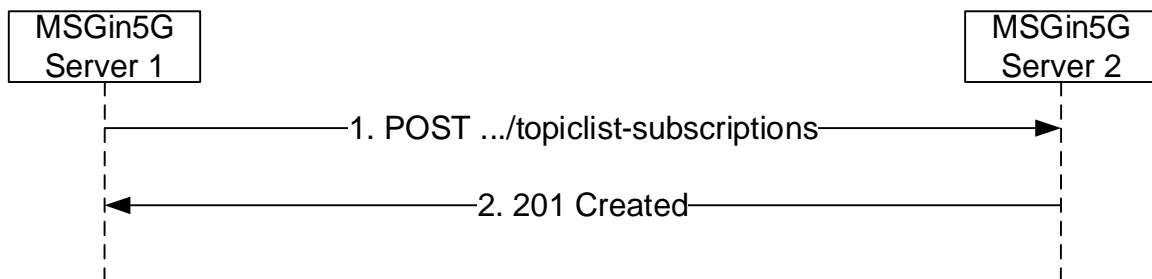 MSGin5G
Server 1
MSGin5G
Server 2
1. POST .../topiclist-subscriptions
2. 201 Created